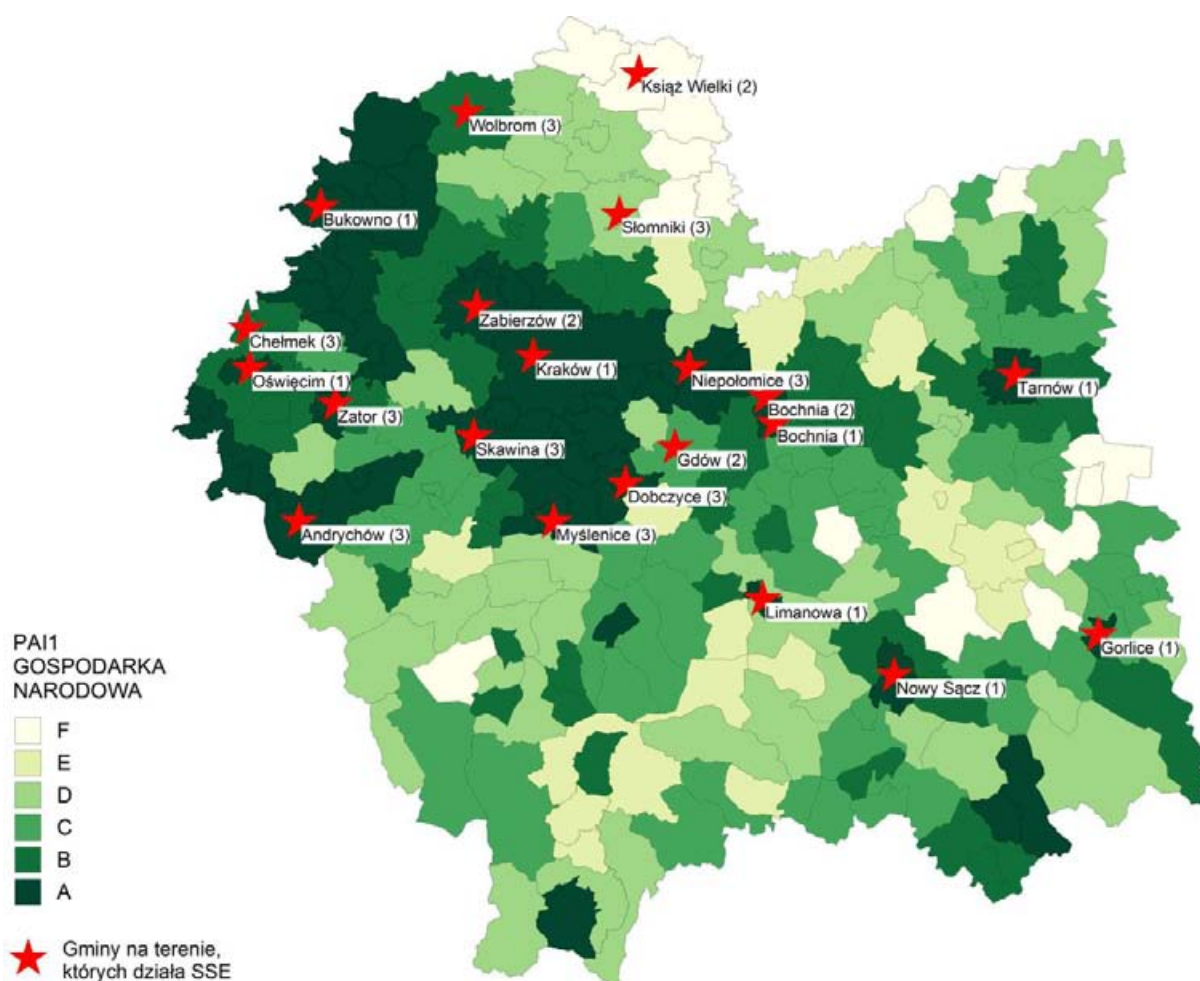 Książ Wielki (2)
Wolbrom (3)
Bukowno (1)
Słomniki (3)
Zabierzów (2)
Chełmek (3)
Kraków (1)
Niepołomice (3)
Oświęcim (1)
Tarnów (1)
Zator (3)
Bochnia (2)
Bochnia (1)
Skawina (3)
Gdów (2)
Dobczyce (3)
Andrychów (3)
Myślenice (3)
Limanowa (1)
Gorlice (1)
Nowy Sącz (1)
PAI1
GOSPODARKA
NARODOWA
F
E
D
C
B
A
Gminy na terenie,
których działa SSE